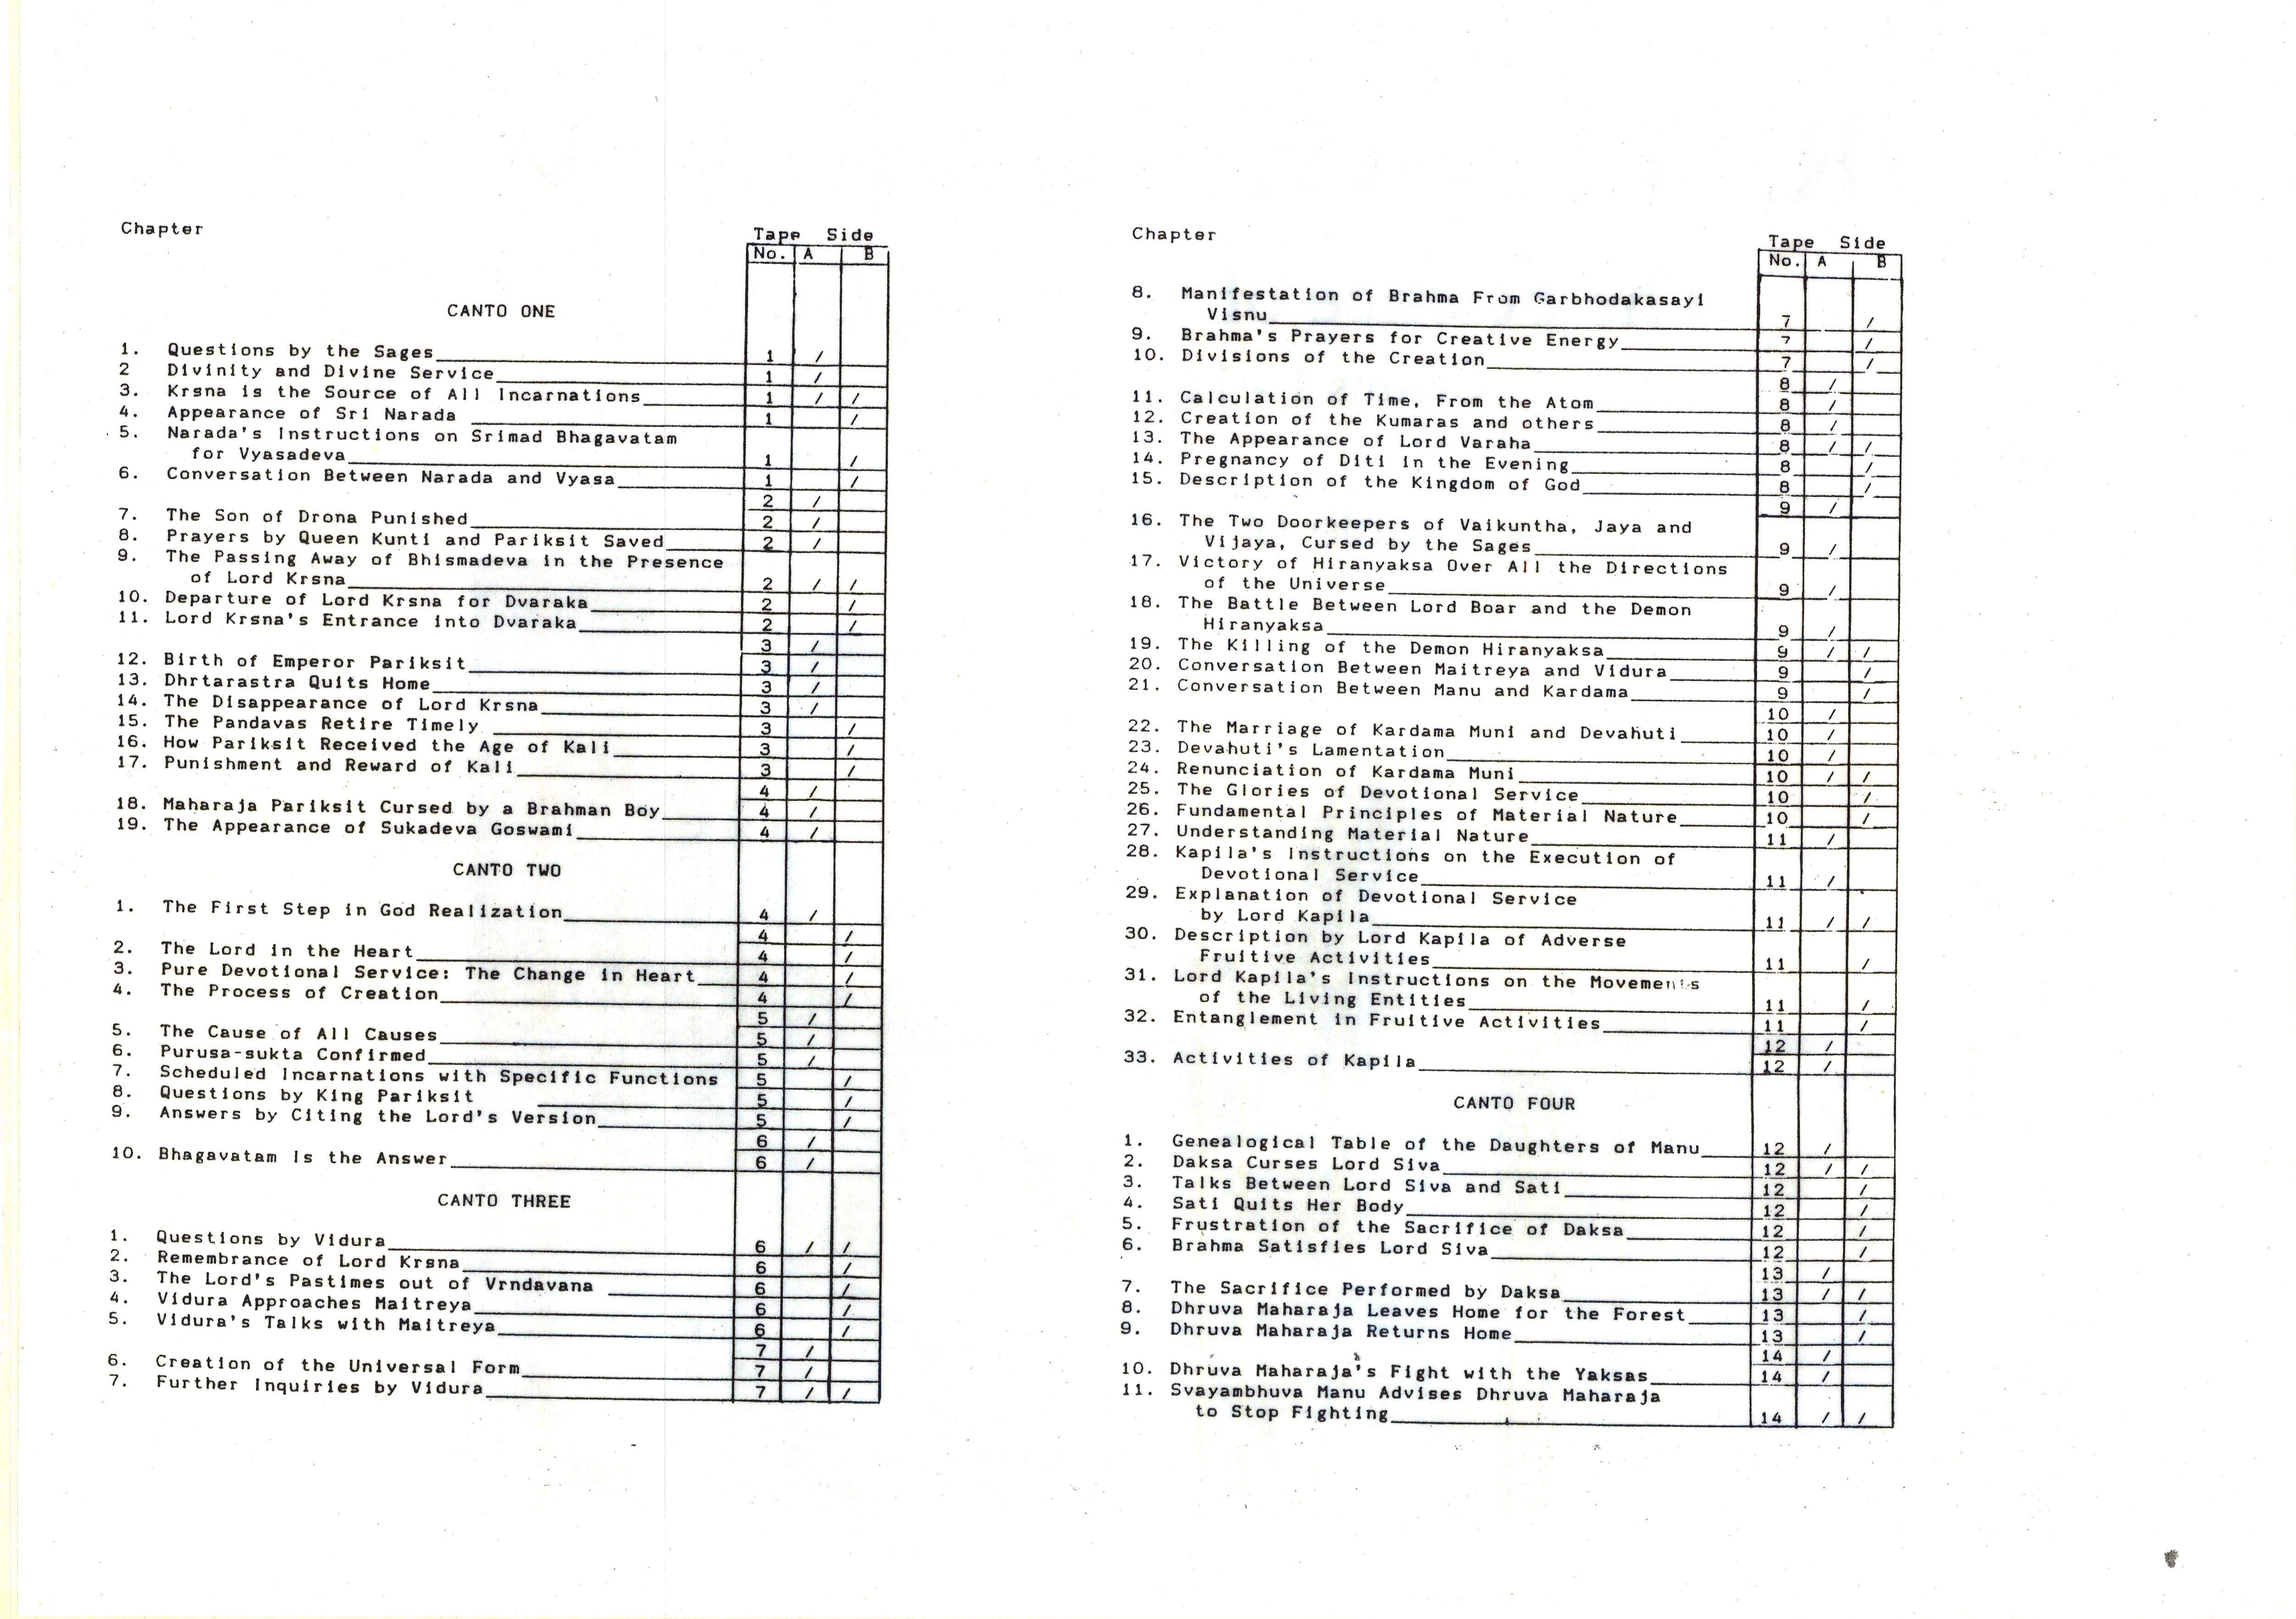 Chapter
Tape Side
No. A B
CANTO ONE
1. Questions by the Sages 1 /
2 Divinity and Divine Service 1 /
3. Krsna is the Source of All Incarnations 1 / /
4. Appearance of Sri Narada 1 /
5. Narada's Instructions on Srimad Bhagavatam
for Vyasadeva 1 /
6. Conversation Between Narada and Vyasa 1 /
2 /
7. The Son of Drona Punished 2 /
8. Prayers by Queen Kunti and Pariksit Saved 2 /
9. The Passing Away of Bhismadeva in the Presence
of Lord Krsna 2 / /
10. Departure of Lord Krsna for Dvaraka 2 /
11. Lord Krsna's Entrance into Dvaraka 2 /
3 /
12. Birth of Emperor Pariksit 3 /
13. Dhrtarastra Quits Home 3 /
14. The Disappearance of Lord Krsna 3 /
15. The Pandavas Retire Timely 3 /
16. How Pariksit Received the Age of Kali 3 /
17. Punishment and Reward of Kali 3 /
4 /
18. Maharaja Pariksit Cursed by a Brahman Boy 4 /
19. The Appearance of Sukadeva Goswami 4 /
CANTO TWO
1. The First Step in God Realization 4 /
4 /
2. The Lord in the Heart 4 /
3. Pure Devotional Service: The Change in Heart 4 /
4. The Process of Creation 4 /
5 /
5. The Cause of All Causes 5 /
6. Purusa-sukta Confirmed 5 /
7. Scheduled Incarnations with Specific Functions 5 /
8. Questions by King Pariksit 5 /
9. Answers by Citing the Lord's Version 5 /
6 /
10. Bhagavatam is the Answer 6 /
CANTO THREE
1. Questions by Vidura 6 / /
2. Remembrance of Lord Krsna 6 /
3. The Lord's Pastimes out of Vrndavana 6 /
4. Vidura Approaches Maitreya 6 /
5. Vidura's Talks with Maitreya 6 /
7 /
6. Creation of the Universal Form 7 /
7. Further Inquiries by Vidura 7 / /
Chapter
Tape Side
No. A B
8. Manifestation of Brahma From Garbhodakasayi
Visnu 7 /
9. Brahma's Prayers for Creative Energy 7 /
10. Divisions of the Creation 7 /
8 /
11. Calculation of Time, From the Atom 8 /
12. Creation of the Kumaras and others 8 /
13. The Appearance of Lord Varaha 8 / /
14. Pregnancy of Diti in the Evening 8 /
15. Description of the Kingdom of God 8 /
9 /
16. The Two Doorkeepers of Vaikuntha, Jaya and
Vijaya, Cursed by the Sages 9 /
17. Victory of Hiranyaksa Over All the Directions
of the Universe 9 /
18. The Battle Between Lord Boar and the Demon
Hiranyaksa 9 /
19. The Killing of the Demon Hiranyaksa 9 / /
20. Conversation Between Maitreya and Vidura 9 /
21. Conversation Between Manu and Kardama 9 /
10 /
22. The Marriage of Kardama Muni and Devahuti 10 /
23. Devahuti's Lamentation 10 /
24. Renunciation of Kardama Muni 10 / /
25. The Glories of Devotional Service 10 /
26. Fundamental Principles of Material Nature 10 /
27. Understanding Material Nature 11 /
28. Kapila's Instructions on the Execution of
Devotional Service 11 /
29. Explanation of Devotional Service
by Lord Kapila 11 / /
30. Description by Lord Kapila of Adverse
Fruitive Activities 11 /
31. Lord Kapila's Instructions on the Movements
of the Living Entities 11 /
32. Entanglement in Fruitive Activities 11 /
12 /
33. Activities of Kapila 12 /
CANTO FOUR
1. Genealogical Table of the Daughters of Manu 12 /
2. Daksa Curses Lord Siva 12 / /
3. Talks Between Lord Siva and Sati 12 /
4. Sati Quits Her Body 12 /
5. Frustration of the Sacrifice of Daksa 12 /
6. Brahma Satisfies Lord Siva 12 /
13 /
7. The Sacrifice Performed by Daksa 13 / /
8. Dhruva Maharaja Leaves Home for the Forest 13 /
9. Dhruva Maharaja Returns Home 13 /
14 /
10. Dhruva Maharaja's Fight with the Yaksas 14 /
11. Svayambhuva Manu Advises Dhruva Maharaja
to Stop Fighting 14 / /